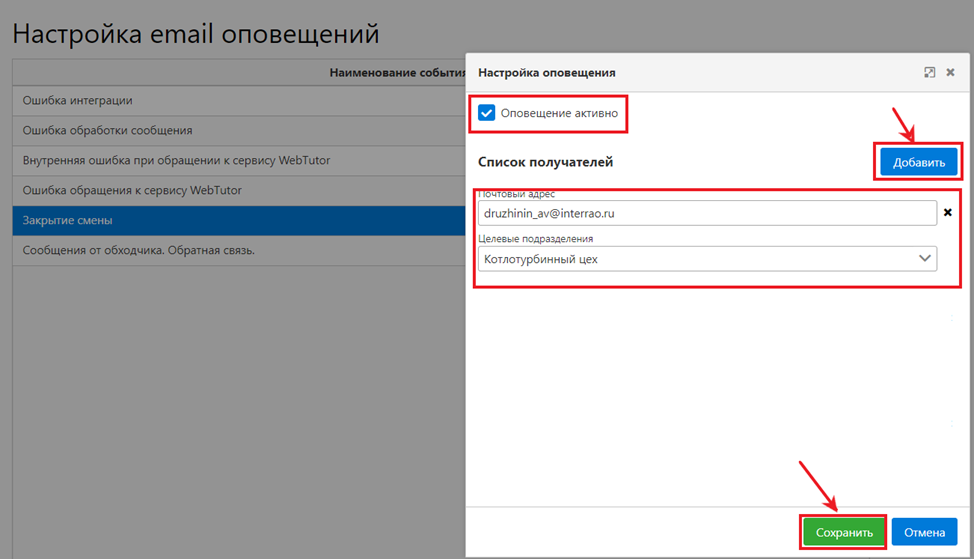 Настройка email оповещений
Наименование события
Ошибка интеграции
Ошибка обработки сообщения
Внутренняя ошибка при обращении к сервису WebTutor
Ошибка обращения к сервису WebTutor
Закрытие смены
Сообщения от обходчика. Обратная связь.
Настройка оповещения
Оповещение активно
Список получателей
Добавить
Почтовый адрес
druzhinin_av@interrao.ru
Целевые подразделения
Котлотурбинный цех
Сохранить
Отмена